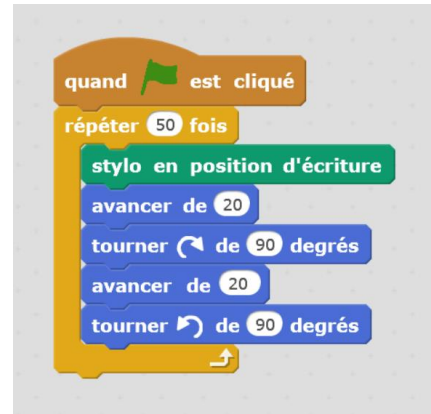 quand est cliqué
répéter 50 fois
stylo en position d'écriture
avancer de 20
tourner de 90 degrés
avancer de 20
tourner de 90 degrés